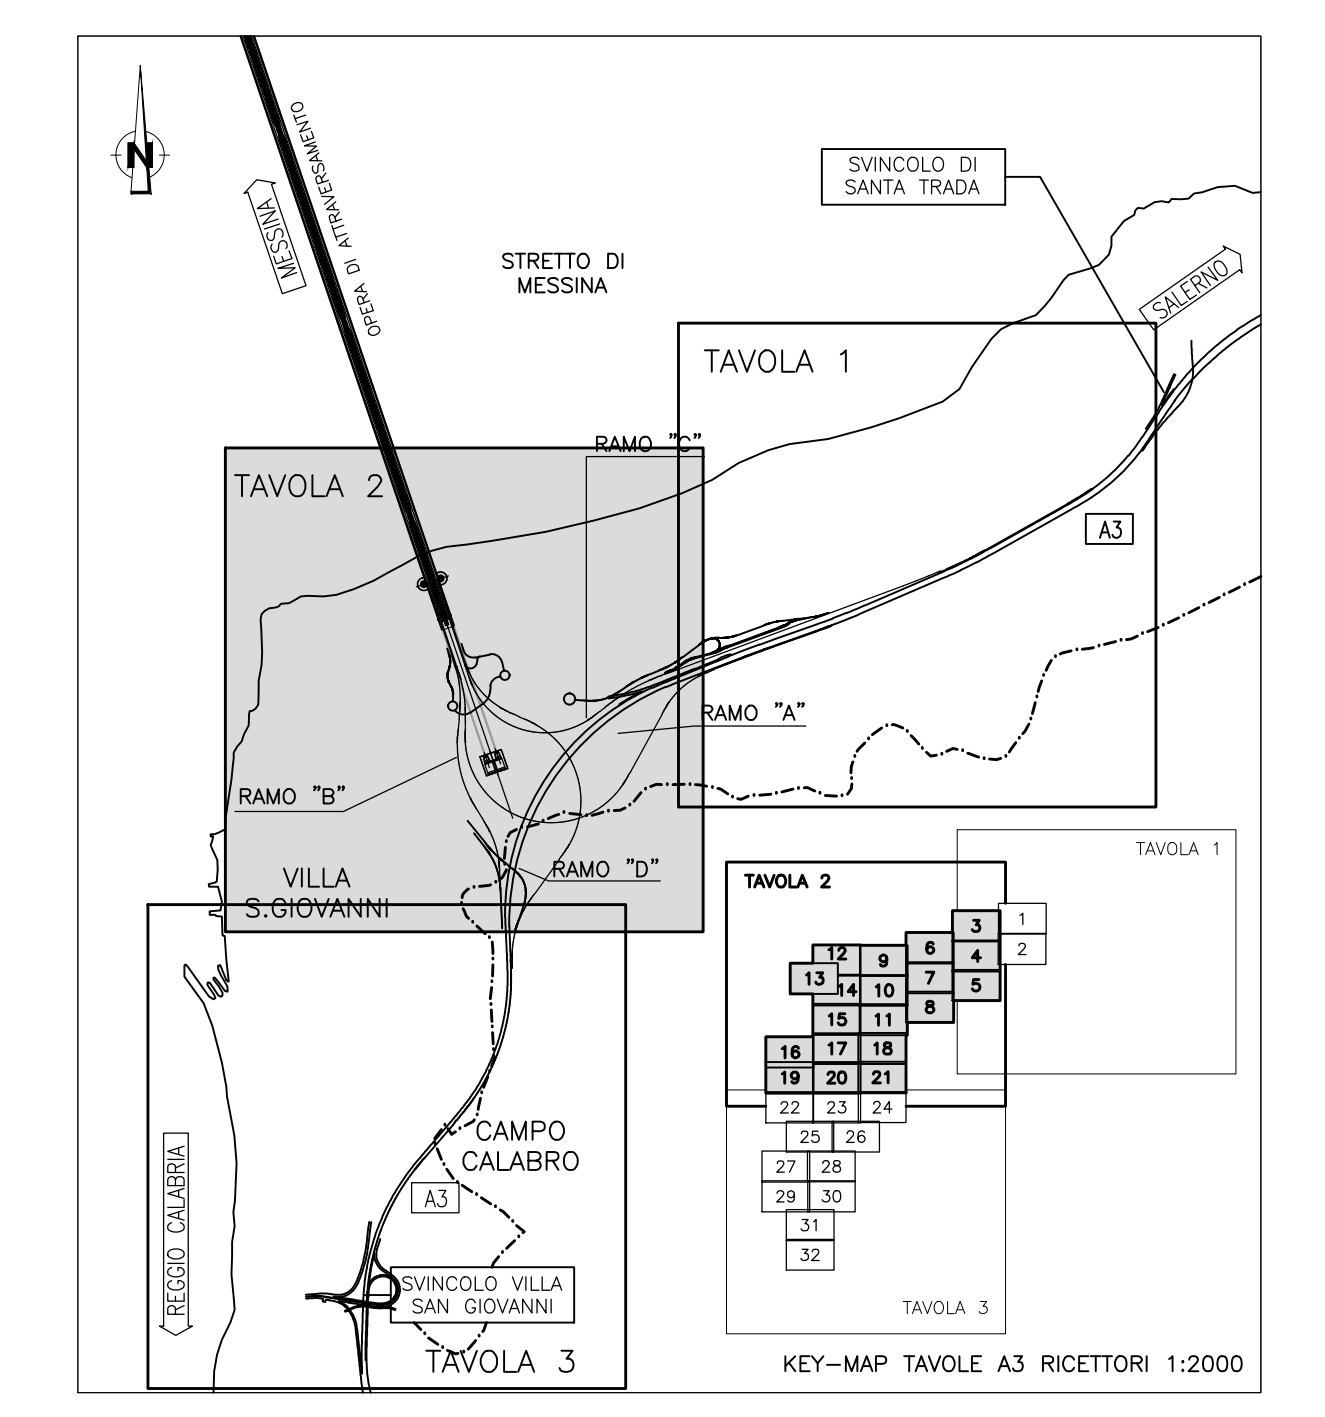 N
MESSINA
OPERA DI ATTRAVERSAMENTO
SVINCOLO DI
SANTA TRADA
STRETTO DI
MESSINA
SALERNO
TAVOLA 1
RAMO "C"
TAVOLA 2
A3
RAMO "A"
RAMO "B"
RAMO "D"
VILLA
S.GIOVANNI
CAMPO
CALABRO
A3
REGGIO CALABRIA
SVINCOLO VILLA
SAN GIOVANNI
TAVOLA 3
TAVOLA 1
TAVOLA 2
3 1
6 4 2
12 9 7 5
13 14 10 8
15 11
16 17 18
19 20 21
22 23 24
25 26
27 28
29 30
31
32
TAVOLA 3
KEY-MAP TAVOLE A3 RICETTORI 1:2000